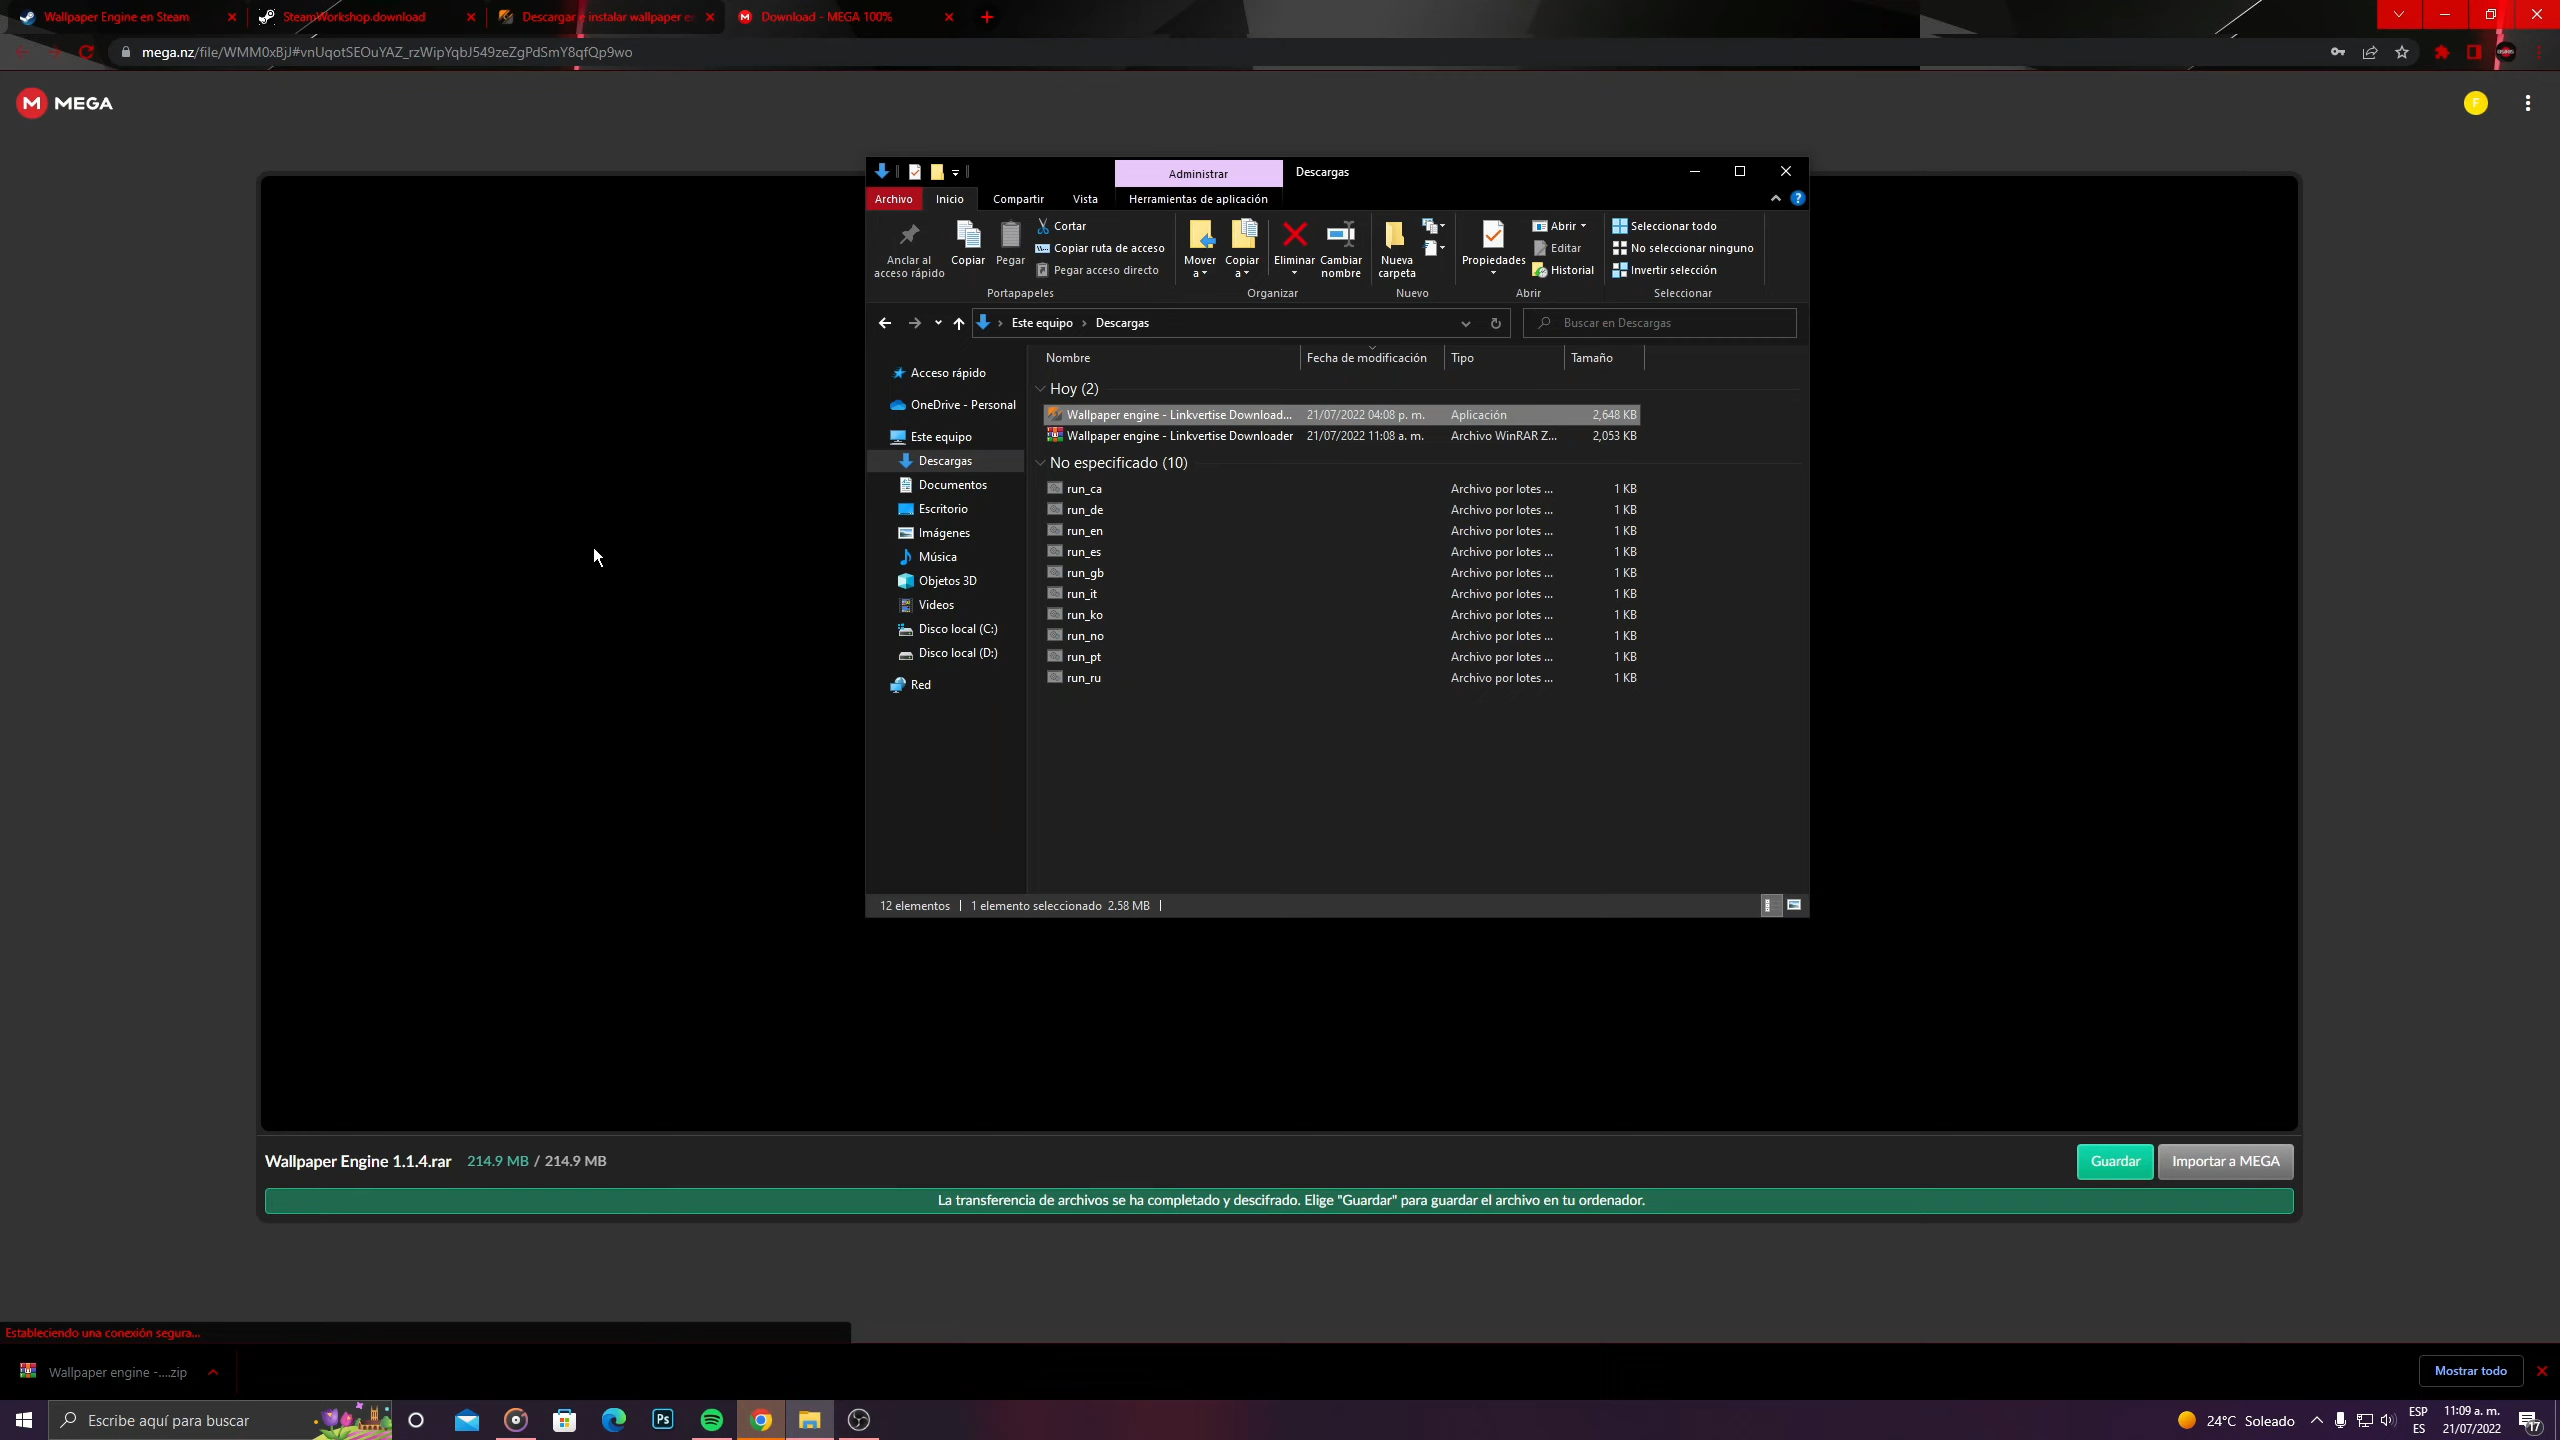 Wallpaper Engine en Steam
SteamWorkshop.download
Descargar e instalar wallpaper en
Download - MEGA 100%
mega.nz/file/WMM0xBjJ#vnUqotSEOuYAZ_rzWipYqbJ549zeZgPdSmY8qfQp9wo
M MEGA
F
Administrar
Descargas
Archivo
Inicio
Compartir
Vista
Herramientas de aplicación
Anclar al
acceso rápido
Copiar
Pegar
Cortar
Copiar ruta de acceso
Pegar acceso directo
Mover
a
Copiar
a
Eliminar
Cambiar
nombre
Nueva
carpeta
Propiedades
Abrir
Editar
Historial
Seleccionar todo
No seleccionar ninguno
Invertir selección
Portapapeles
Organizar
Nuevo
Abrir
Seleccionar
Este equipo > Descargas
Buscar en Descargas
Acceso rápido
OneDrive - Personal
Este equipo
Descargas
Documentos
Escritorio
Imágenes
Música
Objetos 3D
Videos
Disco local (C:)
Disco local (D:)
Red
Nombre Fecha de modificación Tipo Tamaño
Hoy (2)
Wallpaper engine - Linkvertise Download... 21/07/2022 04:08 p. m. Aplicación 2,648 KB
Wallpaper engine - Linkvertise Downloader 21/07/2022 11:08 a. m. Archivo WinRAR Z... 2,053 KB
No especificado (10)
run_ca Archivo por lotes ... 1 KB
run_de Archivo por lotes ... 1 KB
run_en Archivo por lotes ... 1 KB
run_es Archivo por lotes ... 1 KB
run_gb Archivo por lotes ... 1 KB
run_it Archivo por lotes ... 1 KB
run_ko Archivo por lotes ... 1 KB
run_no Archivo por lotes ... 1 KB
run_pt Archivo por lotes ... 1 KB
run_ru Archivo por lotes ... 1 KB
12 elementos | 1 elemento seleccionado 2.58 MB |
Wallpaper Engine 1.1.4.rar 214.9 MB / 214.9 MB
Guardar
Importar a MEGA
La transferencia de archivos se ha completado y descifrado. Elige "Guardar" para guardar el archivo en tu ordenador.
Estableciendo una conexión segura...
Wallpaper engine -....zip
Mostrar todo
Escribe aquí para buscar
Ps
24°C Soleado
ESP
ES
11:09 a. m.
21/07/2022
17